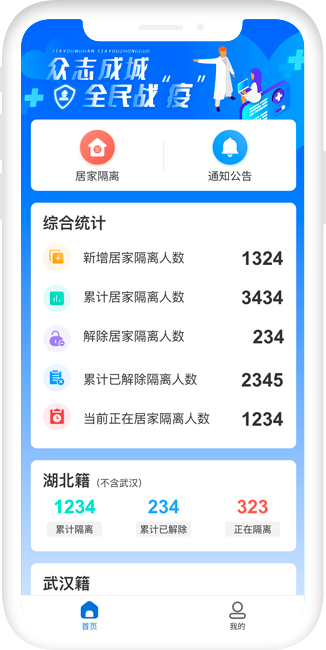 JIAYOUWUHAN JIAYOUZHONGGUO
众志成城
全民战“疫”
居家隔离
通知公告
综合统计
新增居家隔离人数 1324
累计居家隔离人数 3434
解除居家隔离人数 234
累计已解除隔离人数 2345
当前正在居家隔离人数 1234
湖北籍（不含武汉）
1234 234 323
累计隔离 累计已解除 正在隔离
武汉籍
首页 我的